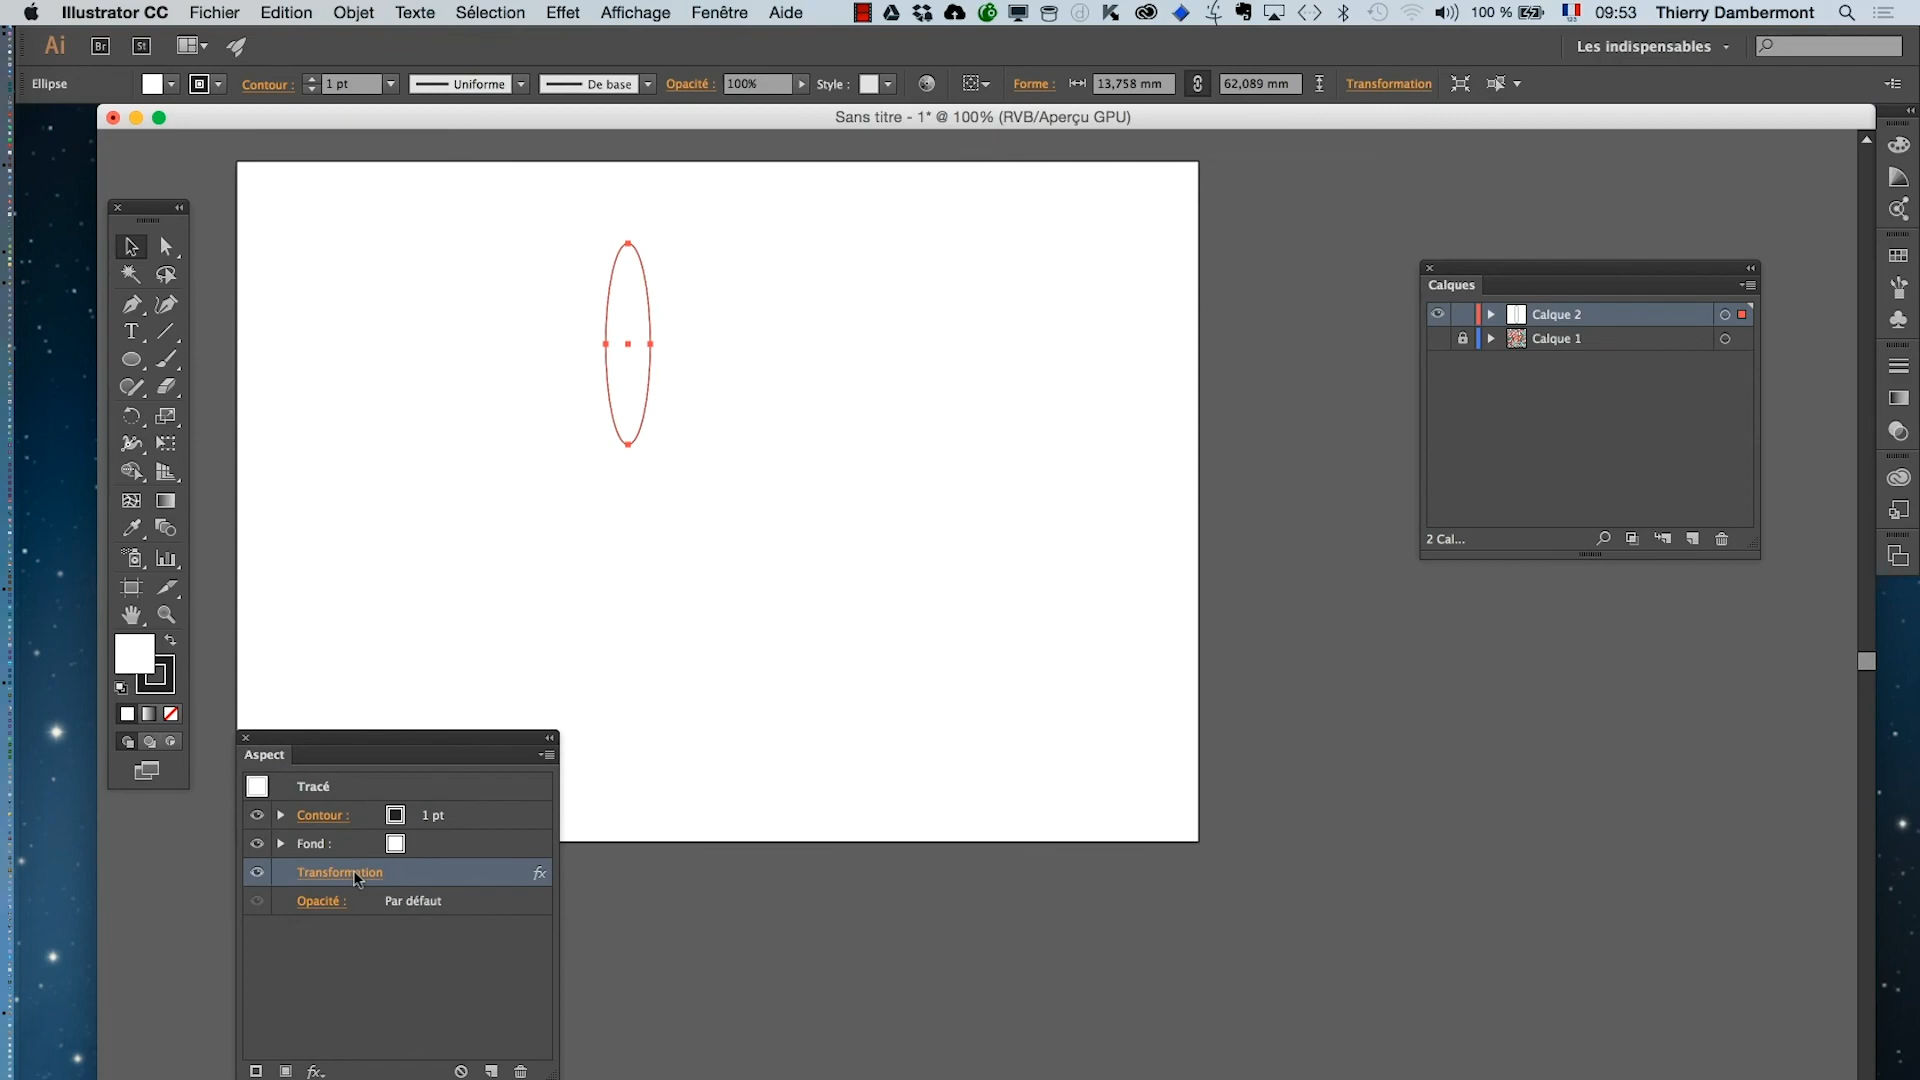 Illustrator CC Fichier Edition Objet Texte Sélection Effet Affichage Fenêtre Aide 100 % 09:53 Thierry Dambermont
Ai Br St Les indispensables
Ellipse Contour : 1 pt Uniforme De base Opacité : 100% Style : Forme : 13,758 mm 62,089 mm Transformation
Sans titre - 1* @ 100% (RVB/Aperçu GPU)
Calques
Calque 2
Calque 1
2 Cal...
Aspect
Tracé
Contour : 1 pt
Fond :
Transformation fx
Opacité : Par défaut
fx